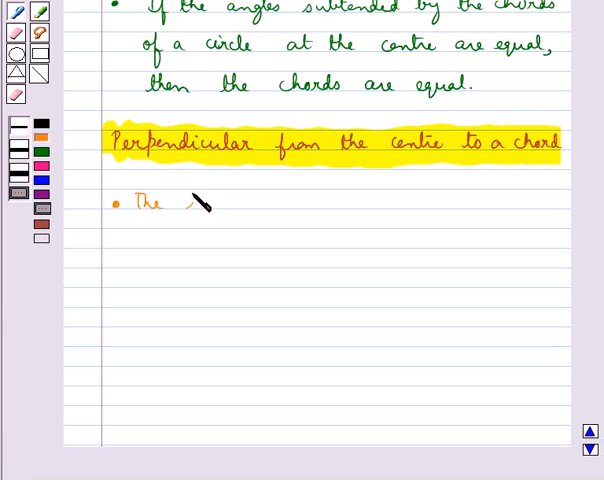 • If the angles subtended by the chords
of a circle at the centre are equal,
then the chords are equal.
Perpendicular from the centre to a chord
• The